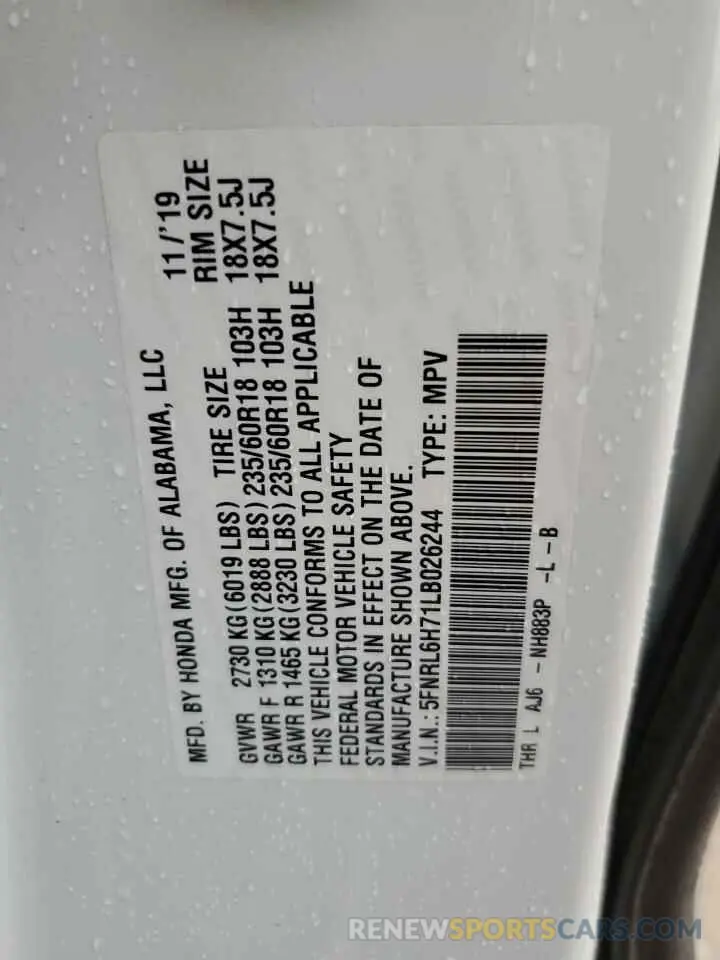 MFD. BY HONDA MFG. OF ALABAMA, LLC 11/'19
GVWR 2730 KG(6019 LBS) TIRE SIZE RIM SIZE
GAWR F 1310 KG(2888 LBS) 235/60R18 103H 18X7.5J
GAWR R 1465 KG(3230 LBS) 235/60R18 103H 18X7.5J
THIS VEHICLE CONFORMS TO ALL APPLICABLE
FEDERAL MOTOR VEHICLE SAFETY
STANDARDS IN EFFECT ON THE DATE OF
MANUFACTURE SHOWN ABOVE.
V.I.N.: 5FNRL6H71LB026244 TYPE: MPV
THR L AJ6 - NH883P -L-B
RENEWSPORTSCARS.COM